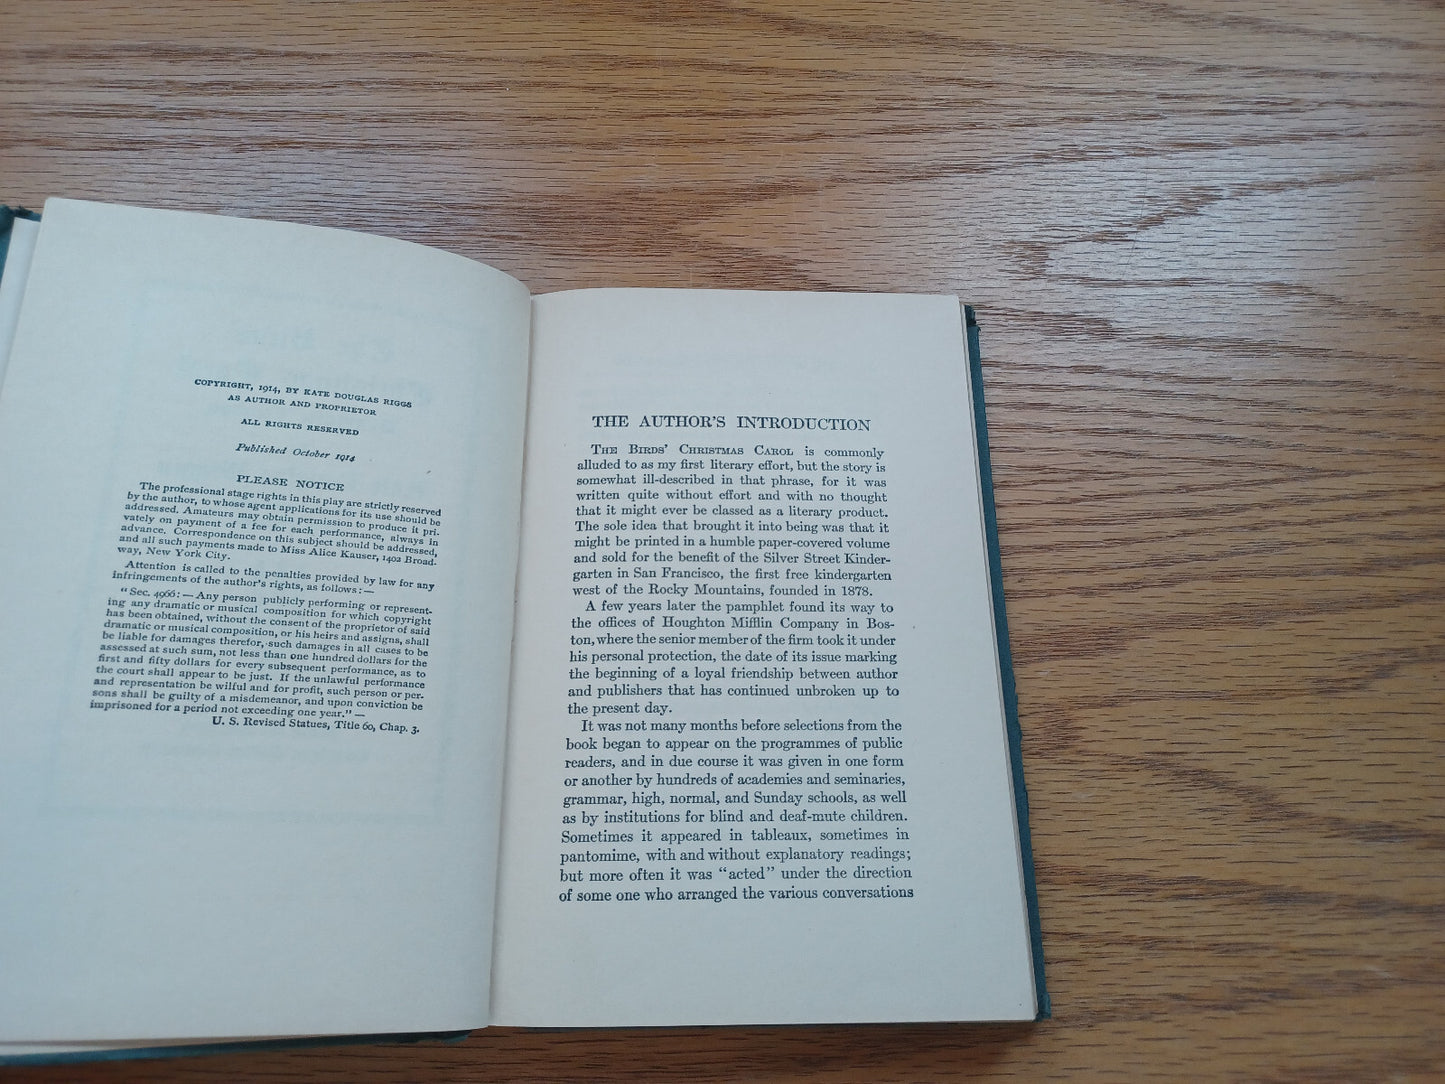 COPYRIGHT, 1914, BY KATE DOUGLAS RIGGS
AS AUTHOR AND PROPRIETOR
ALL RIGHTS RESERVED
Published October 1914
PLEASE NOTICE
The professional stage rights in this play are strictly reserved
by the author, to whose agent applications for its use should be
addressed. Amateurs may obtain permission to produce it pri-
vately on payment of a fee for each performance, always in
advance. Correspondence on this subject should be addressed,
and all such payments made to Miss Alice Kauser, 1402 Broad-
way, New York City.
Attention is called to the penalties provided by law for any
infringements of the author's rights, as follows:—
"Sec. 4966:— Any person publicly performing or represent-
ing any dramatic or musical composition for which copyright
has been obtained, without the consent of the proprietor of said
dramatic or musical composition, or his heirs and assigns, shall
be liable for damages therefor, such damages in all cases to be
assessed at such sum, not less than one hundred dollars for the
first and fifty dollars for every subsequent performance, as to
the court shall appear to be just. If the unlawful performance
and representation be wilful and for profit, such person or per-
sons shall be guilty of a misdemeanor, and upon conviction be
imprisoned for a period not exceeding one year."—
U. S. Revised Statues, Title 60, Chap. 3.
THE AUTHOR'S INTRODUCTION
THE BIRDS' CHRISTMAS CAROL is commonly
alluded to as my first literary effort, but the story is
somewhat ill-described in that phrase, for it was
written quite without effort and with no thought
that it might ever be classed as a literary product.
The sole idea that brought it into being was that it
might be printed in a humble paper-covered volume
and sold for the benefit of the Silver Street Kinder-
garten in San Francisco, the first free kindergarten
west of the Rocky Mountains, founded in 1878.
A few years later the pamphlet found its way to
the offices of Houghton Mifflin Company in Bos-
ton, where the senior member of the firm took it under
his personal protection, the date of its issue marking
the beginning of a loyal friendship between author
and publishers that has continued unbroken up to
the present day.
It was not many months before selections from the
book began to appear on the programmes of public
readers, and in due course it was given in one form
or another by hundreds of academies and seminaries,
grammar, high, normal, and Sunday schools, as well
as by institutions for blind and deaf-mute children.
Sometimes it appeared in tableaux, sometimes in
pantomime, with and without explanatory readings;
but more often it was "acted" under the direction
of some one who arranged the various conversations